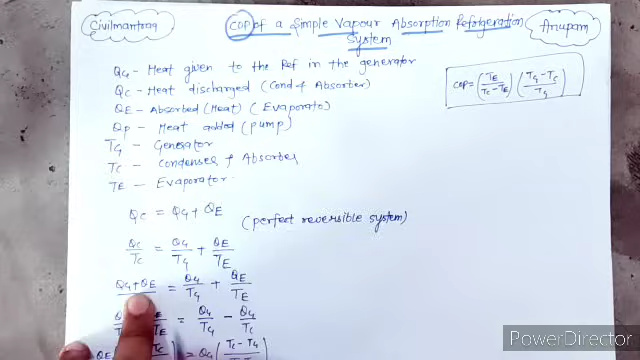 Civilmantraa
COP of a Simple Vapour Absorption Refrigeration System
Anupam
QG - Heat given to the Ref in the generator
QC - Heat discharged (Cond & Absorber)
QE - Absorbed (Heat) (Evaporato)
Qp - Heat added (pump)
TG - Generator
TC - Condenser & Absorber
TE - Evaporator
COP = (TE / TC - TE) (TG - TC / TG)
QC = QG + QE
(perfect reversible system)
QC / TC = QG / TG + QE / TE
QG + QE = QG / TG + QE / TE
= QG / TG - QG / TC
= QG (TC - TG
PowerDirector